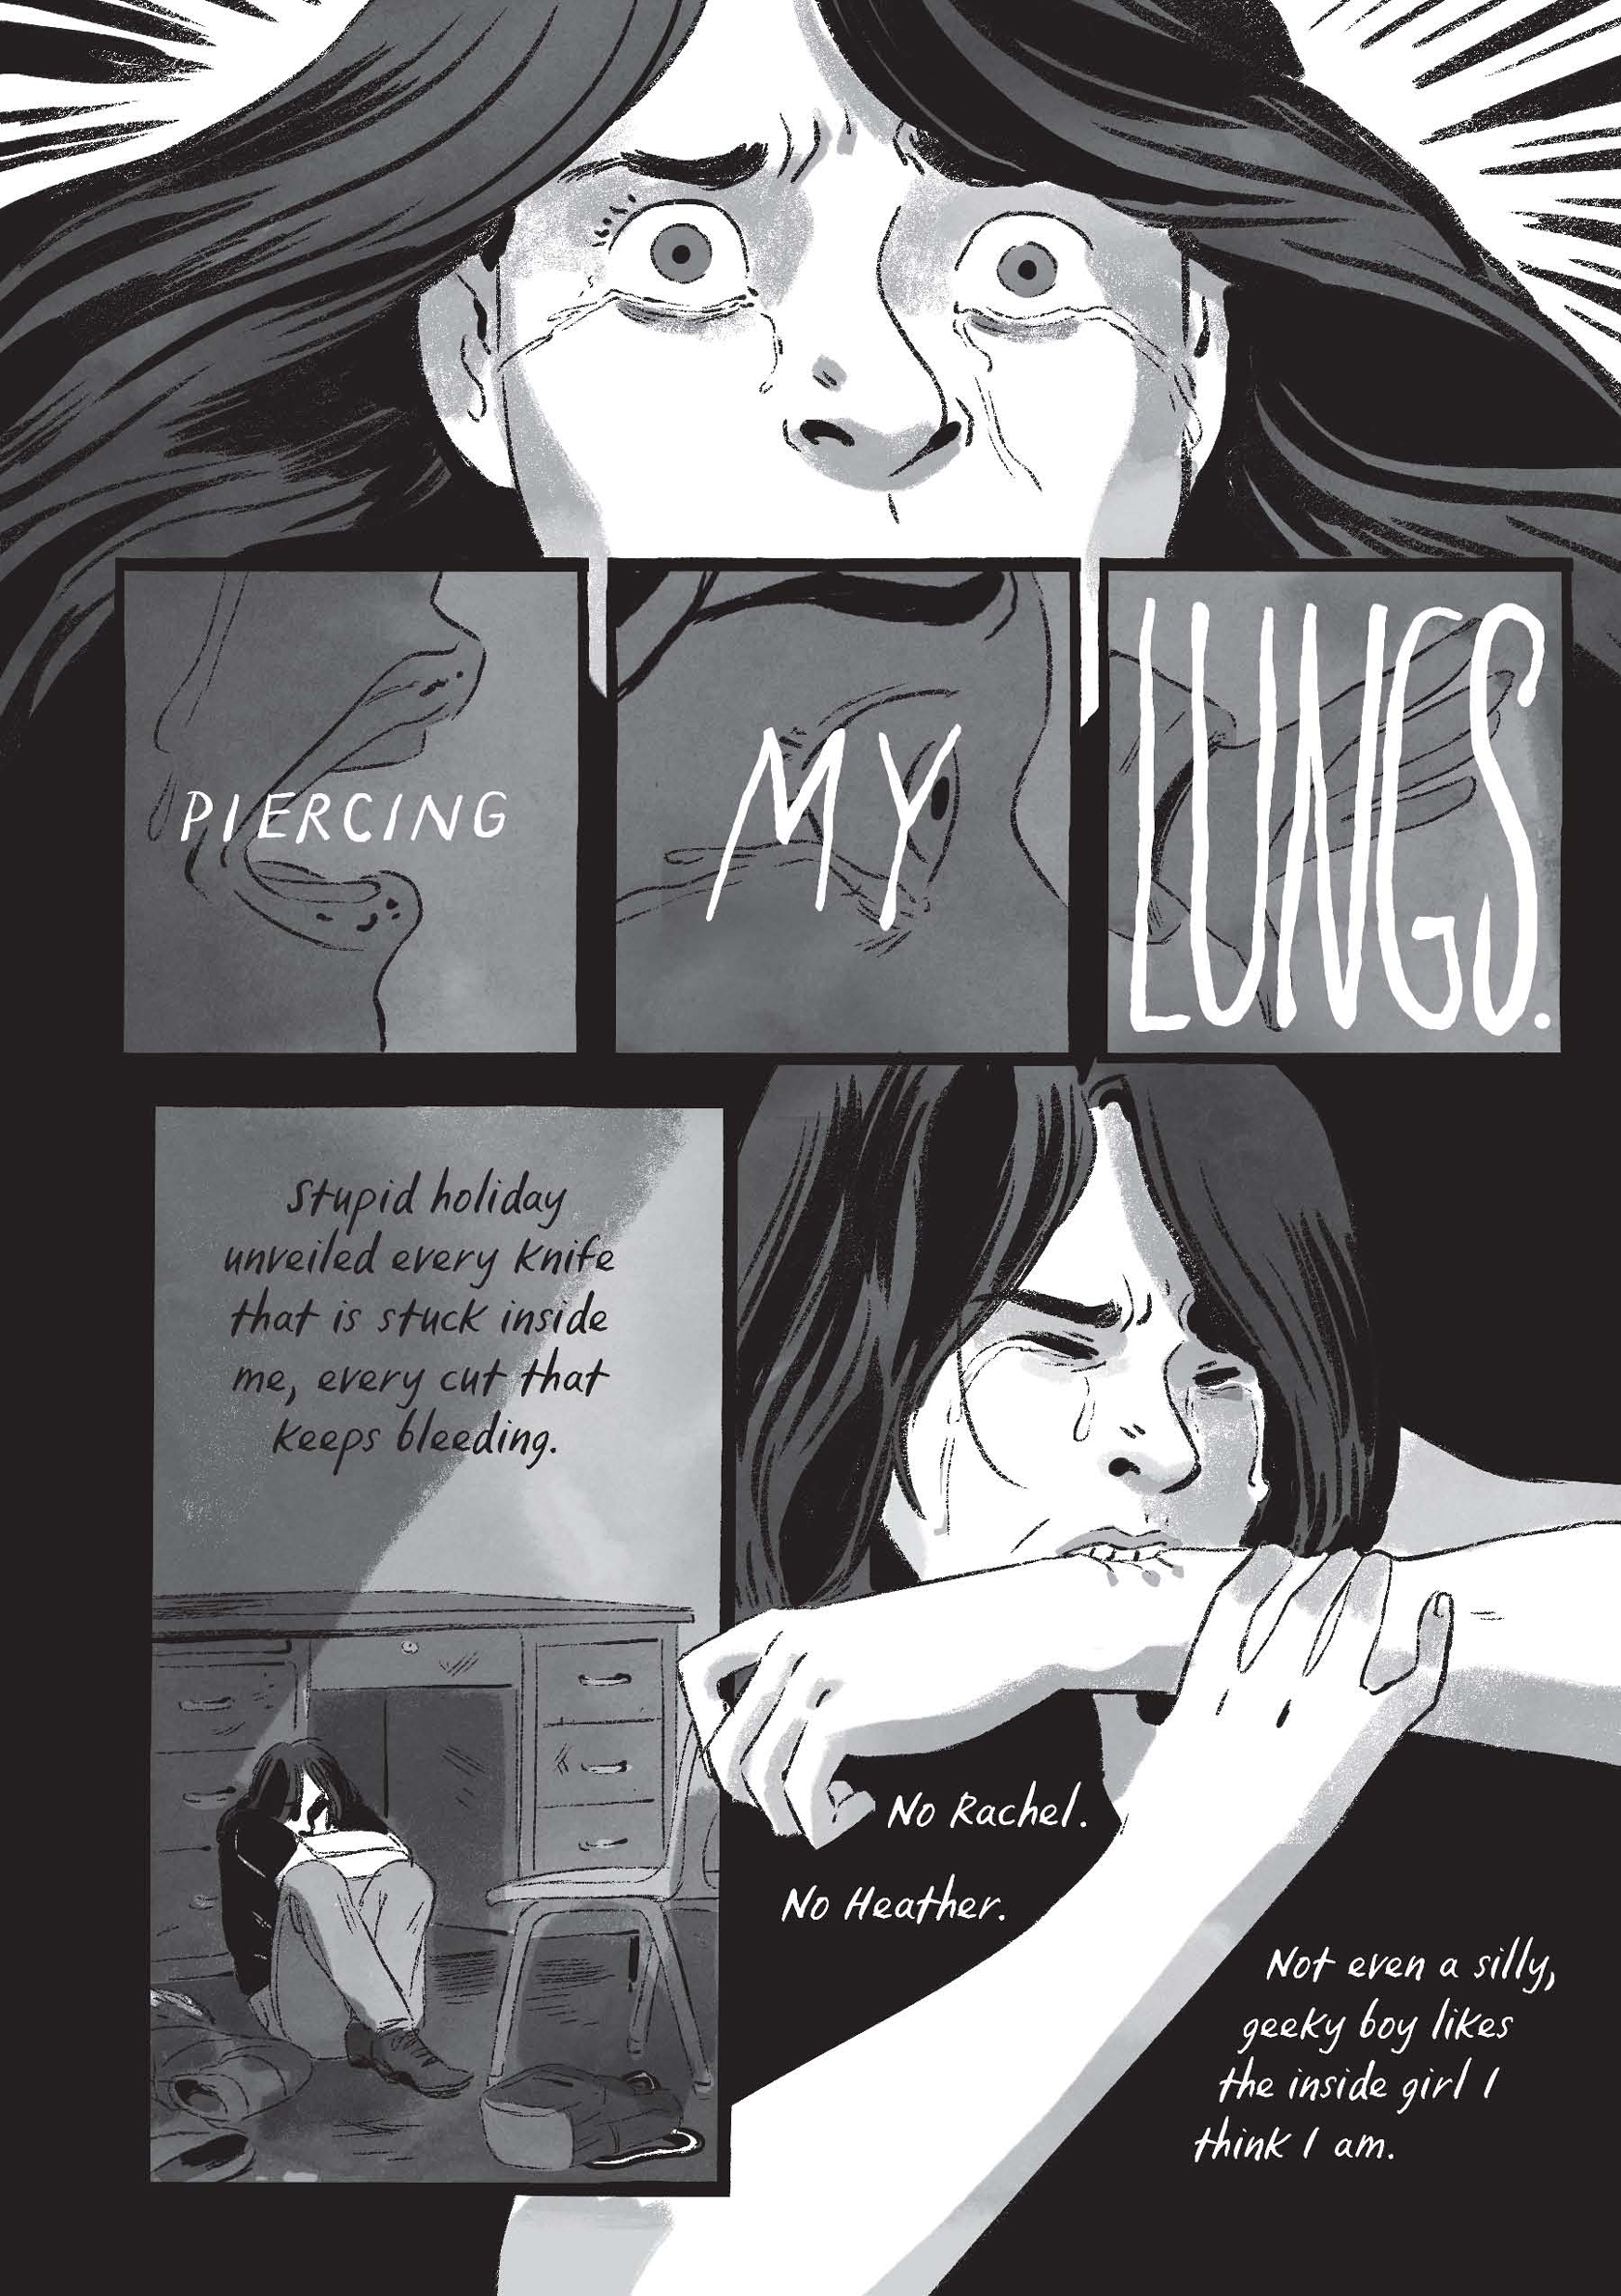 PIERCING
MY
LUNGS.
Stupid holiday
unveiled every knife
that is stuck inside
me, every cut that
keeps bleeding.
No Rachel.
No Heather.
Not even a silly,
geeky boy likes
the inside girl I
think I am.